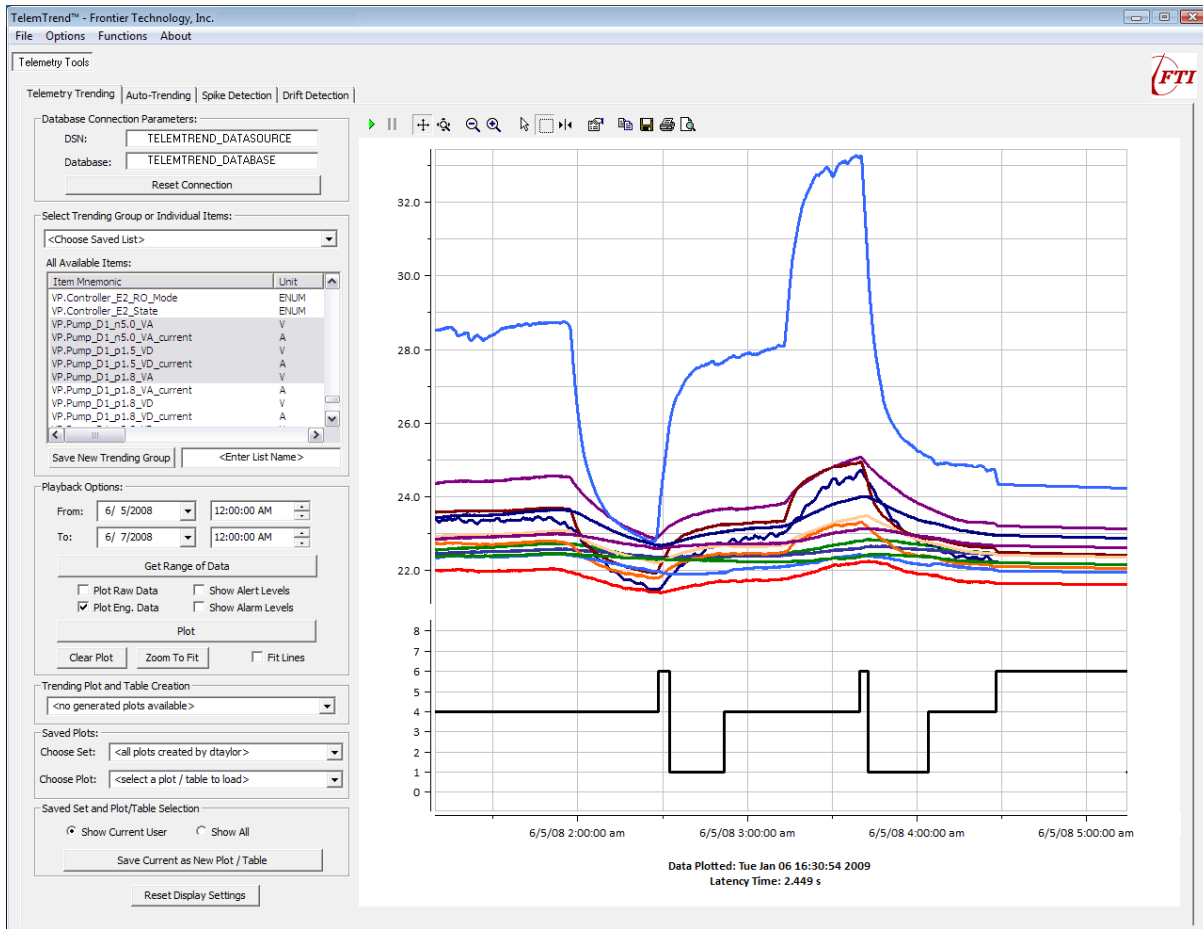 TelemTrend™ - Frontier Technology, Inc.
File Options Functions About
Telemetry Tools
FTI
Telemetry Trending Auto-Trending Spike Detection Drift Detection
Database Connection Parameters:
DSN: TELEMTREND_DATASOURCE
Database: TELEMTREND_DATABASE
Reset Connection
Select Trending Group or Individual Items:
<Choose Saved List>
All Available Items:
Item Mnemonic Unit
VP.Controller_E2_RO_Mode ENUM
VP.Controller_E2_State ENUM
VP.Pump_D1_n5.0_VA V
VP.Pump_D1_n5.0_VA_current A
VP.Pump_D1_p1.5_VD V
VP.Pump_D1_p1.5_VD_current A
VP.Pump_D1_p1.8_VA V
VP.Pump_D1_p1.8_VA_current A
VP.Pump_D1_p1.8_VD V
VP.Pump_D1_p1.8_VD_current A
Save New Trending Group <Enter List Name>
Playback Options:
From: 6/ 5/2008 12:00:00 AM
To: 6/ 7/2008 12:00:00 AM
Get Range of Data
Plot Raw Data Show Alert Levels
Plot Eng. Data Show Alarm Levels
Plot
Clear Plot Zoom To Fit Fit Lines
Trending Plot and Table Creation
<no generated plots available>
Saved Plots:
Choose Set: <all plots created by dtaylor>
Choose Plot: <select a plot / table to load>
Saved Set and Plot/Table Selection
Show Current User Show All
Save Current as New Plot / Table
Reset Display Settings
32.0
30.0
28.0
26.0
24.0
22.0
8
7
6
5
4
3
2
1
0
6/5/08 2:00:00 am 6/5/08 3:00:00 am 6/5/08 4:00:00 am 6/5/08 5:00:00 am
Data Plotted: Tue Jan 06 16:30:54 2009
Latency Time: 2.449 s